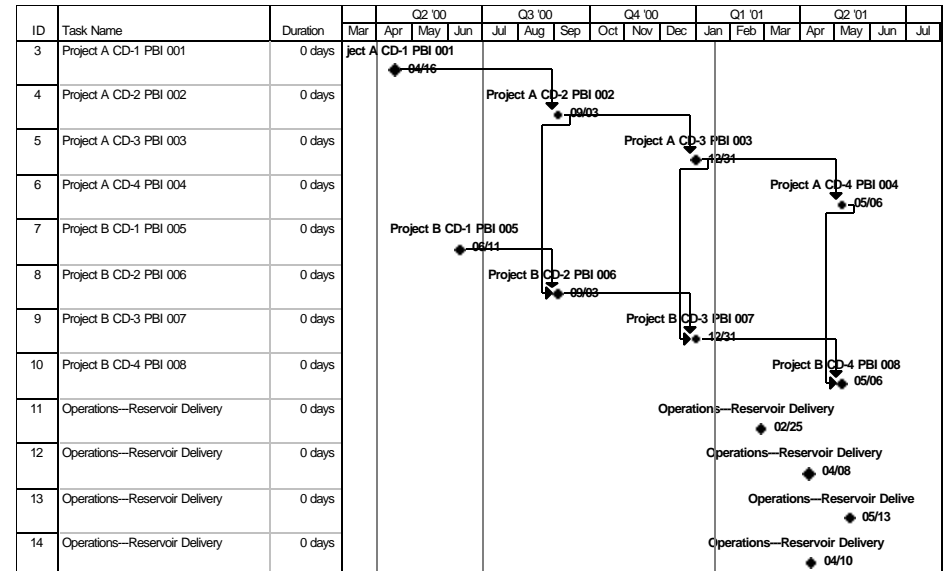 Q2 '00 Q3 '00 Q4 '00 Q1 '01 Q2 '01
ID Task Name Duration Mar Apr May Jun Jul Aug Sep Oct Nov Dec Jan Feb Mar Apr May Jun Jul
3 Project A CD-1 PBI 001 0 days ject A CD-1 PBI 001
04/16
4 Project A CD-2 PBI 002 0 days Project A CD-2 PBI 002
09/03
5 Project A CD-3 PBI 003 0 days Project A CD-3 PBI 003
12/31
6 Project A CD-4 PBI 004 0 days Project A CD-4 PBI 004
05/06
7 Project B CD-1 PBI 005 0 days Project B CD-1 PBI 005
06/11
8 Project B CD-2 PBI 006 0 days Project B CD-2 PBI 006
09/03
9 Project B CD-3 PBI 007 0 days Project B CD-3 PBI 007
12/31
10 Project B CD-4 PBI 008 0 days Project B CD-4 PBI 008
05/06
11 Operations---Reservoir Delivery 0 days Operations---Reservoir Delivery
02/25
12 Operations---Reservoir Delivery 0 days Operations---Reservoir Delivery
04/08
13 Operations---Reservoir Delivery 0 days Operations---Reservoir Delive
05/13
14 Operations---Reservoir Delivery 0 days Operations---Reservoir Delivery
04/10